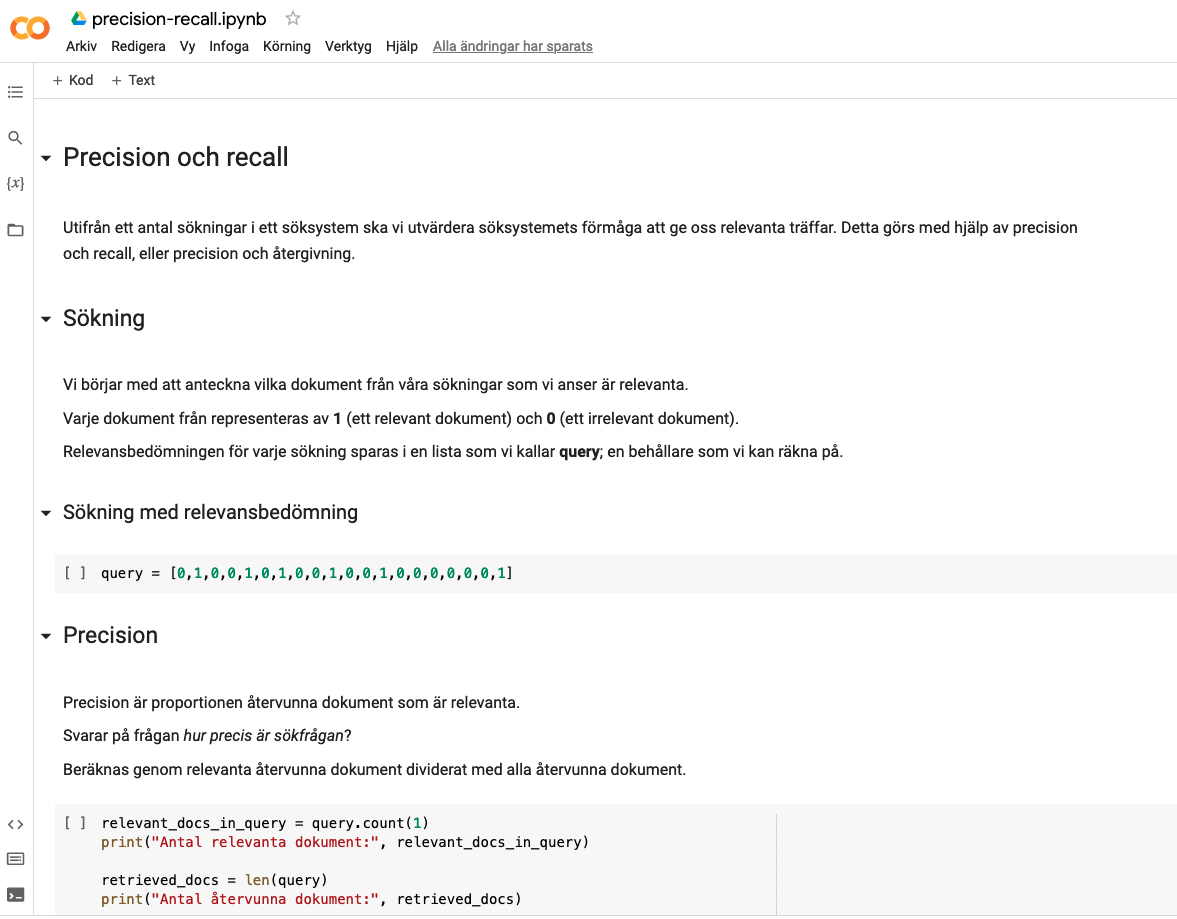 precision-recall.ipynb
Arkiv Redigera Vy Infoga Körning Verktyg Hjälp Alla ändringar har sparats
+ Kod + Text
Precision och recall
{x}
Utifrån ett antal sökningar i ett söksystem ska vi utvärdera söksystemets förmåga att ge oss relevanta träffar. Detta görs med hjälp av precision
och recall, eller precision och återgivning.
Sökning
Vi börjar med att anteckna vilka dokument från våra sökningar som vi anser är relevanta.
Varje dokument från representeras av 1 (ett relevant dokument) och 0 (ett irrelevant dokument).
Relevansbedömningen för varje sökning sparas i en lista som vi kallar query; en behållare som vi kan räkna på.
Sökning med relevansbedömning
[ ] query = [0,1,0,0,1,0,1,0,0,1,0,0,1,0,0,0,0,0,0,1]
Precision
Precision är proportionen återvunna dokument som är relevanta.
Svarar på frågan hur precis är sökfrågan?
Beräknas genom relevanta återvunna dokument dividerat med alla återvunna dokument.
[ ] relevant_docs_in_query = query.count(1)
print("Antal relevanta dokument:", relevant_docs_in_query)
retrieved_docs = len(query)
print("Antal återvunna dokument:", retrieved_docs)